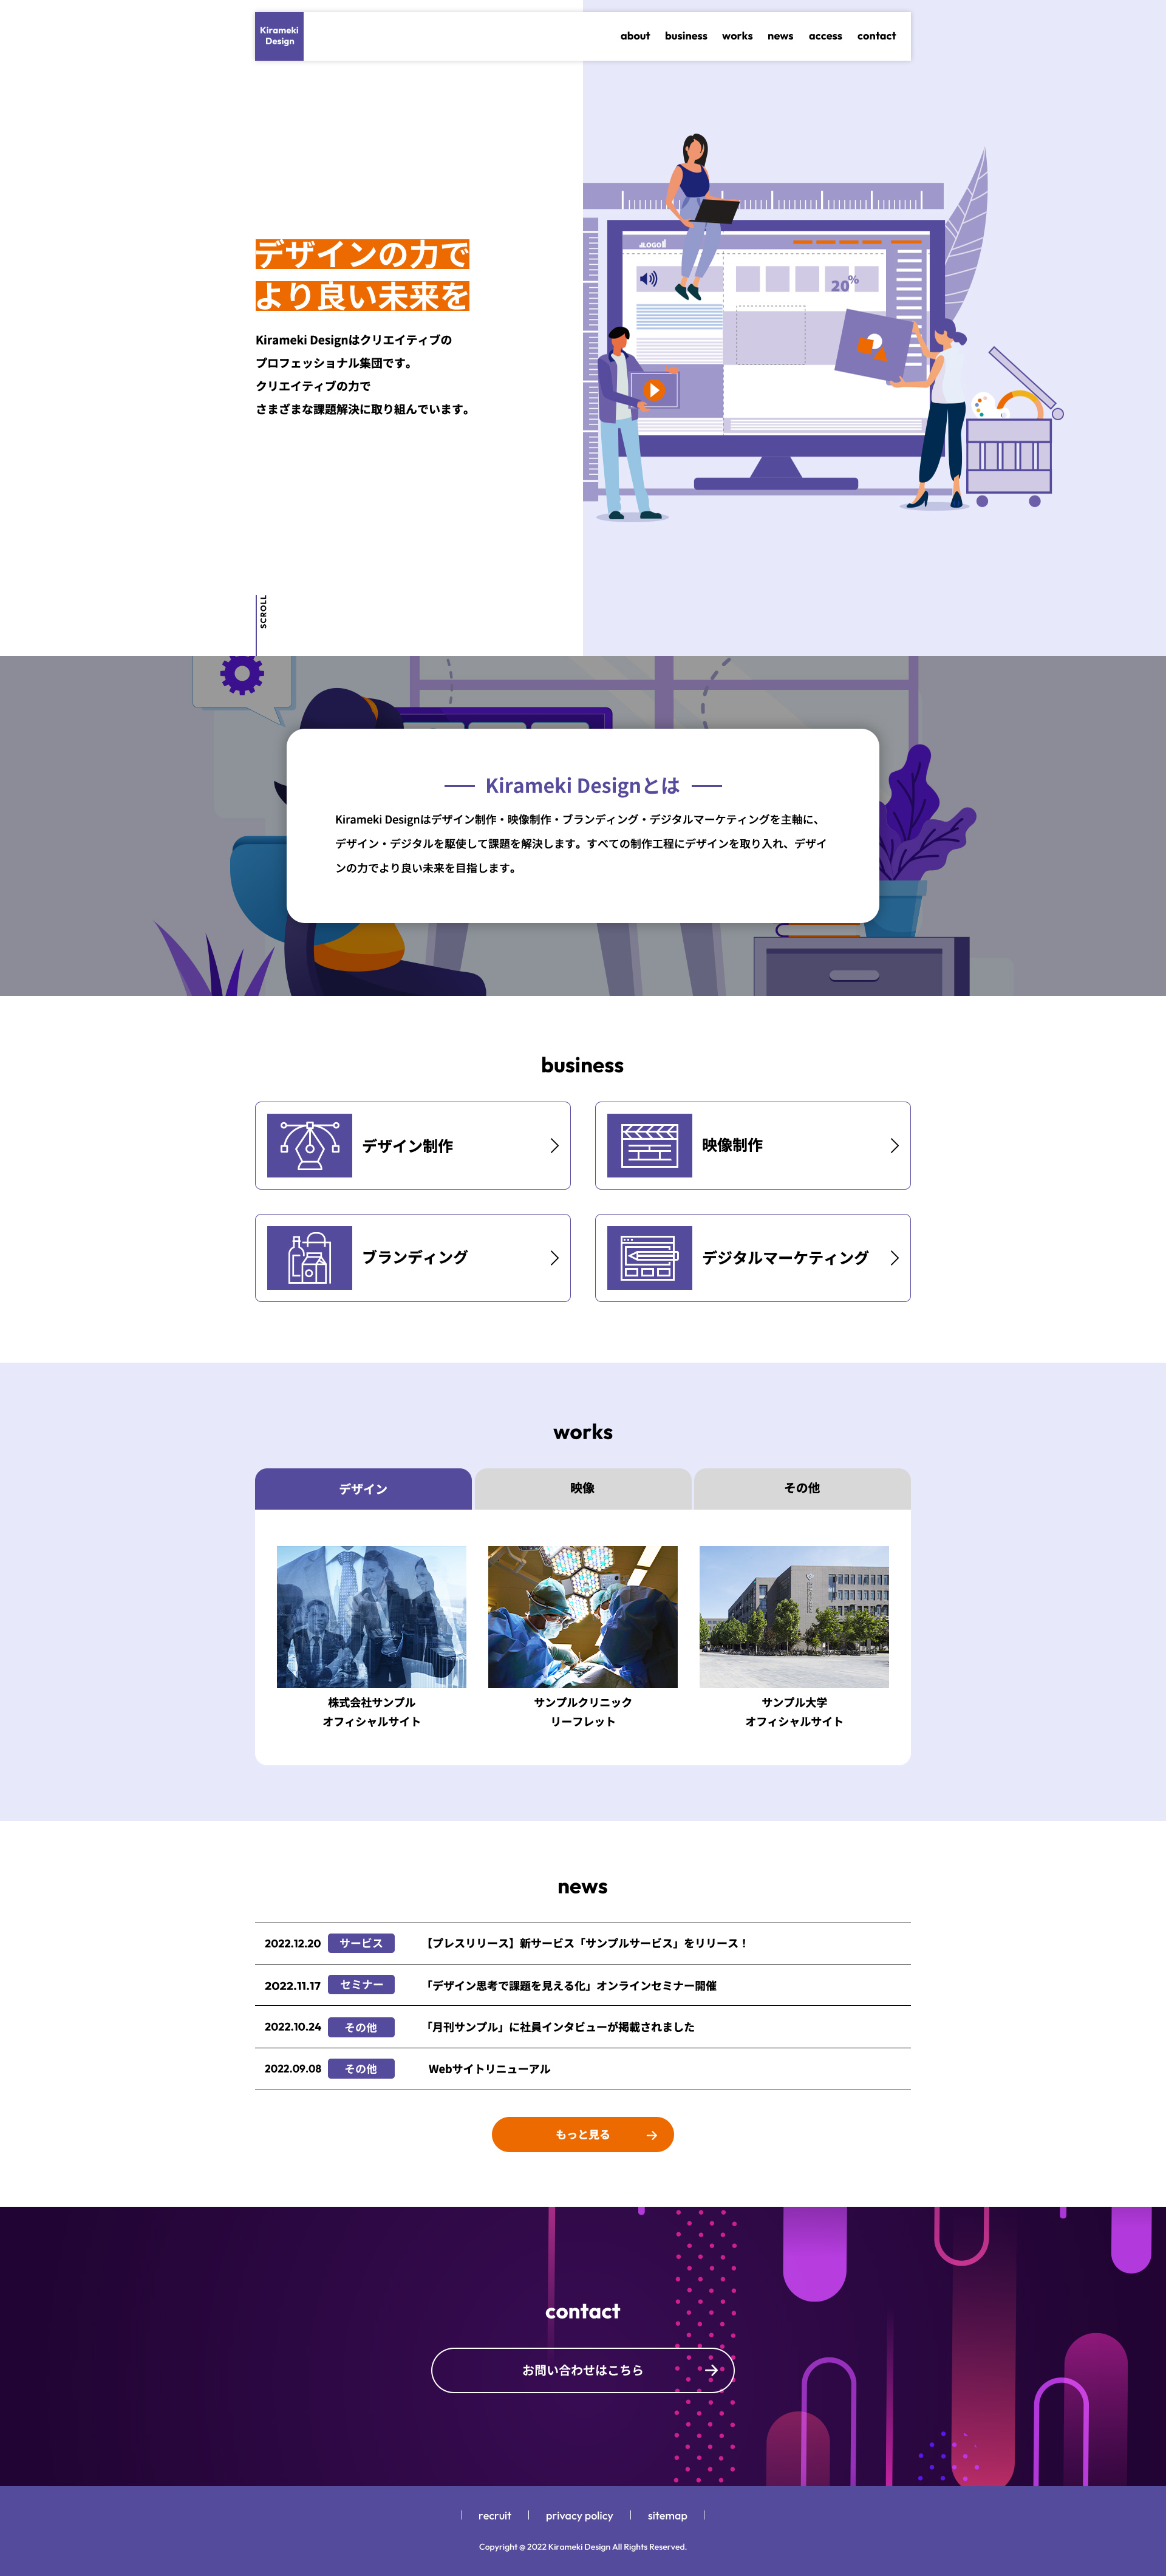 Kirameki
Design
about business works news access contact
デザインの力で
より良い未来を
Kirameki Designはクリエイティブの
プロフェッショナル集団です。
クリエイティブの力で
さまざまな課題解決に取り組んでいます。
LOGO
20%
SCROLL
Kirameki Designとは
Kirameki Designはデザイン制作・映像制作・ブランディング・デジタルマーケティングを主軸に、
デザイン・デジタルを駆使して課題を解決します。すべての制作工程にデザインを取り入れ、デザイ
ンの力でより良い未来を目指します。
business
デザイン制作
映像制作
ブランディング
デジタルマーケティング
works
デザイン 映像 その他
株式会社サンプル
オフィシャルサイト
サンプルクリニック
リーフレット
サンプル大学
オフィシャルサイト
news
2022.12.20 サービス 【プレスリリース】新サービス「サンプルサービス」をリリース！
2022.11.17 セミナー 「デザイン思考で課題を見える化」オンラインセミナー開催
2022.10.24 その他 「月刊サンプル」に社員インタビューが掲載されました
2022.09.08 その他 Webサイトリニューアル
もっと見る
contact
お問い合わせはこちら
recruit privacy policy sitemap
Copyright @ 2022 Kirameki Design All Rights Reserved.